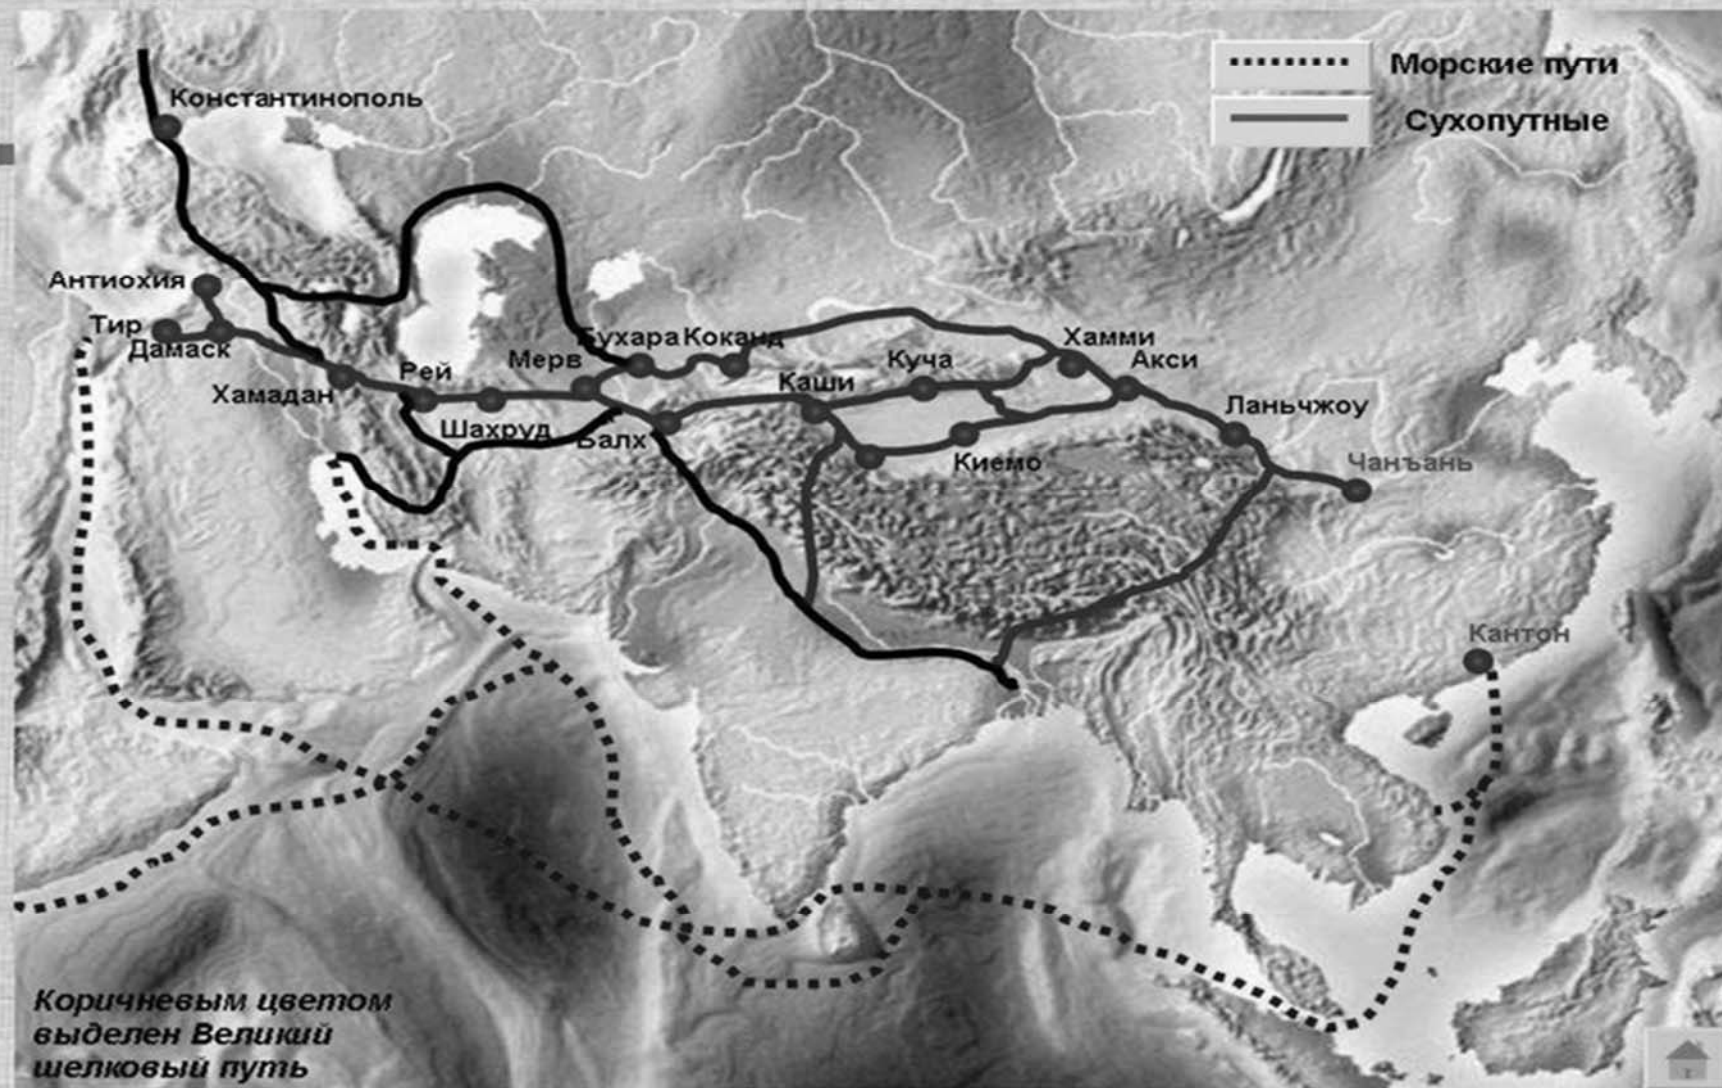 Морские пути
Сухопутные
Константинополь
Антиохия
Тир
Дамаск
Хамадан
Рей
Шахруд
Мерв
Бухара
Коканд
Балх
Каши
Куча
Киемо
Хамми
Акси
Ланьчжоу
Чанъань
Кантон
Коричневым цветом
выделен Великий
шелковый путь